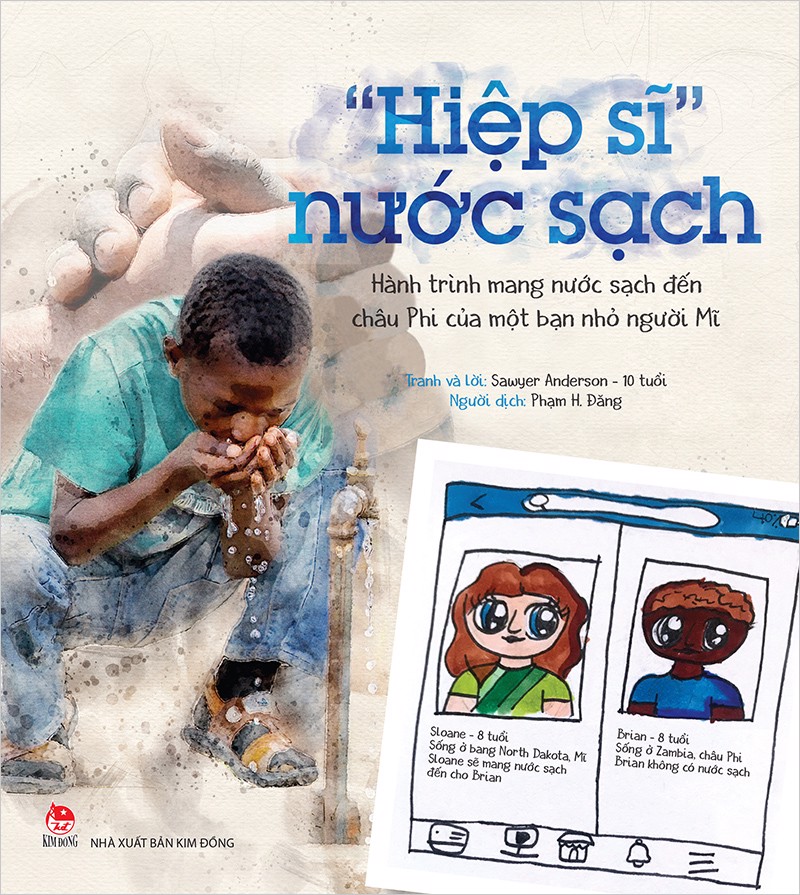 “Hiệp sĩ”
nước sạch
Hành trình mang nước sạch đến
châu Phi của một bạn nhỏ người Mĩ
Tranh và lời: Sawyer Anderson - 10 tuổi
Người dịch: Phạm H. Đăng
Sloane - 8 tuổi
Sống ở bang North Dakota, Mĩ
Sloane sẽ mang nước sạch
đến cho Brian
Brian - 8 tuổi
Sống ở Zambia, châu Phi
Brian không có nước sạch
KIM ĐỒNG
NHÀ XUẤT BẢN KIM ĐỒNG